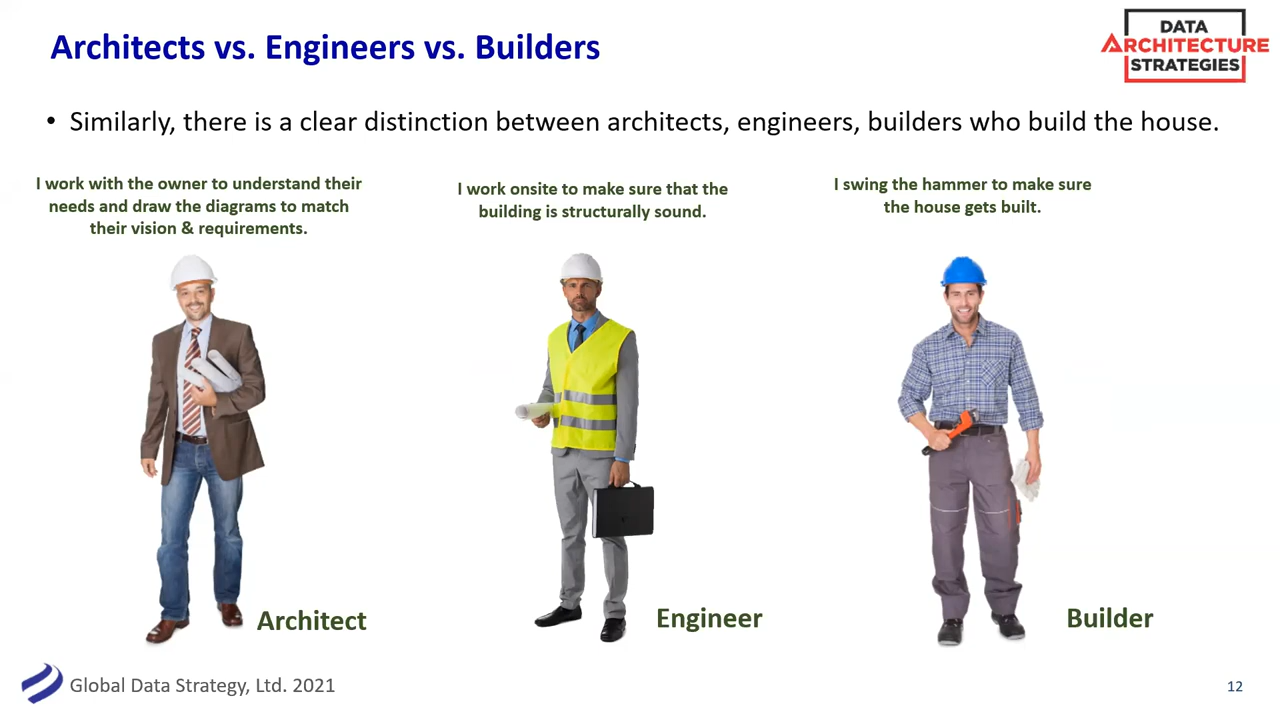 Architects vs. Engineers vs. Builders
DATA
ARCHITECTURE
STRATEGIES
• Similarly, there is a clear distinction between architects, engineers, builders who build the house.
I work with the owner to understand their
needs and draw the diagrams to match
their vision & requirements.
I work onsite to make sure that the
building is structurally sound.
I swing the hammer to make sure
the house gets built.
Architect
Engineer
Builder
Global Data Strategy, Ltd. 2021
12